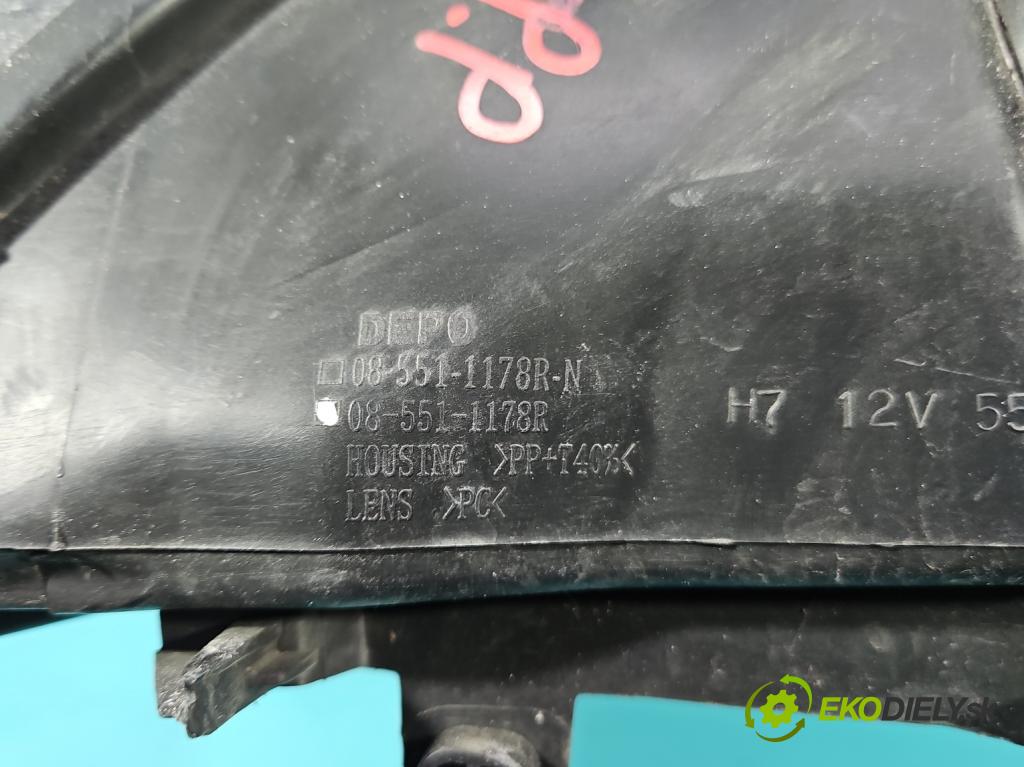 DEPO
08-551-1178R-N
08-551-1178R
HOUSING >PP+T40%<
LENS >PC<
H7 12V 55
EKODIELY.sk